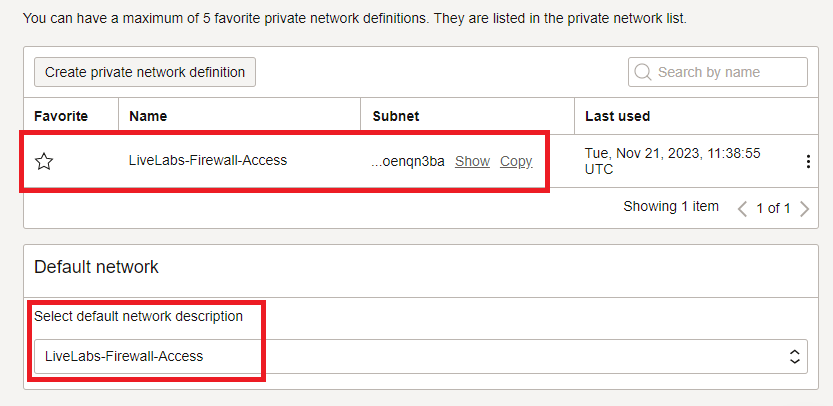 You can have a maximum of 5 favorite private network definitions. They are listed in the private network list.
Create private network definition
Search by name
Favorite Name Subnet Last used
LiveLabs-Firewall-Access ...oenqn3ba Show Copy Tue, Nov 21, 2023, 11:38:55
UTC
Showing 1 item 1 of 1
Default network
Select default network description
LiveLabs-Firewall-Access